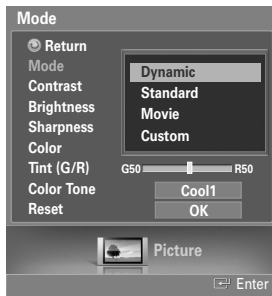 Mode
Return
Mode
Dynamic
Contrast
Standard
Brightness
Movie
Sharpness
Custom
Color
Tint (G/R) G50 R50
Color Tone Cool1
Reset OK
Picture
Enter